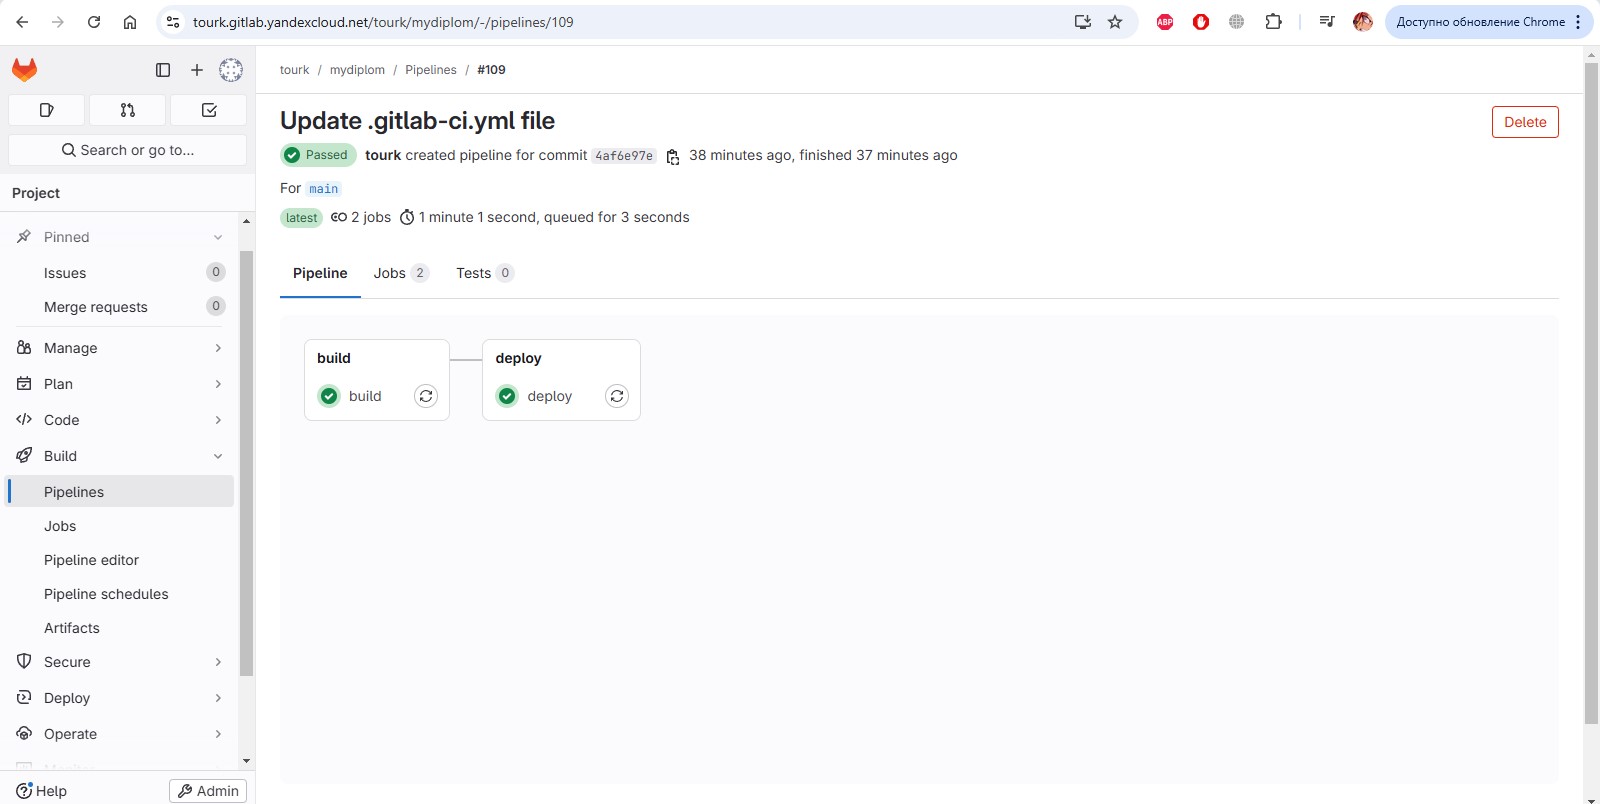 tourk.gitlab.yandexcloud.net/tourk/mydiplom/-/pipelines/109
ABP
Доступно обновление Chrome
tourk / mydiplom / Pipelines / #109
Search or go to...
Project
Pinned
Issues 0
Merge requests 0
Manage
Plan
Code
Build
Pipelines
Jobs
Pipeline editor
Pipeline schedules
Artifacts
Secure
Deploy
Operate
Help
Admin
Update .gitlab-ci.yml file
Delete
Passed tourk created pipeline for commit 4af6e97e 38 minutes ago, finished 37 minutes ago
For main
latest 2 jobs 1 minute 1 second, queued for 3 seconds
Pipeline Jobs 2 Tests 0
build
build
deploy
deploy